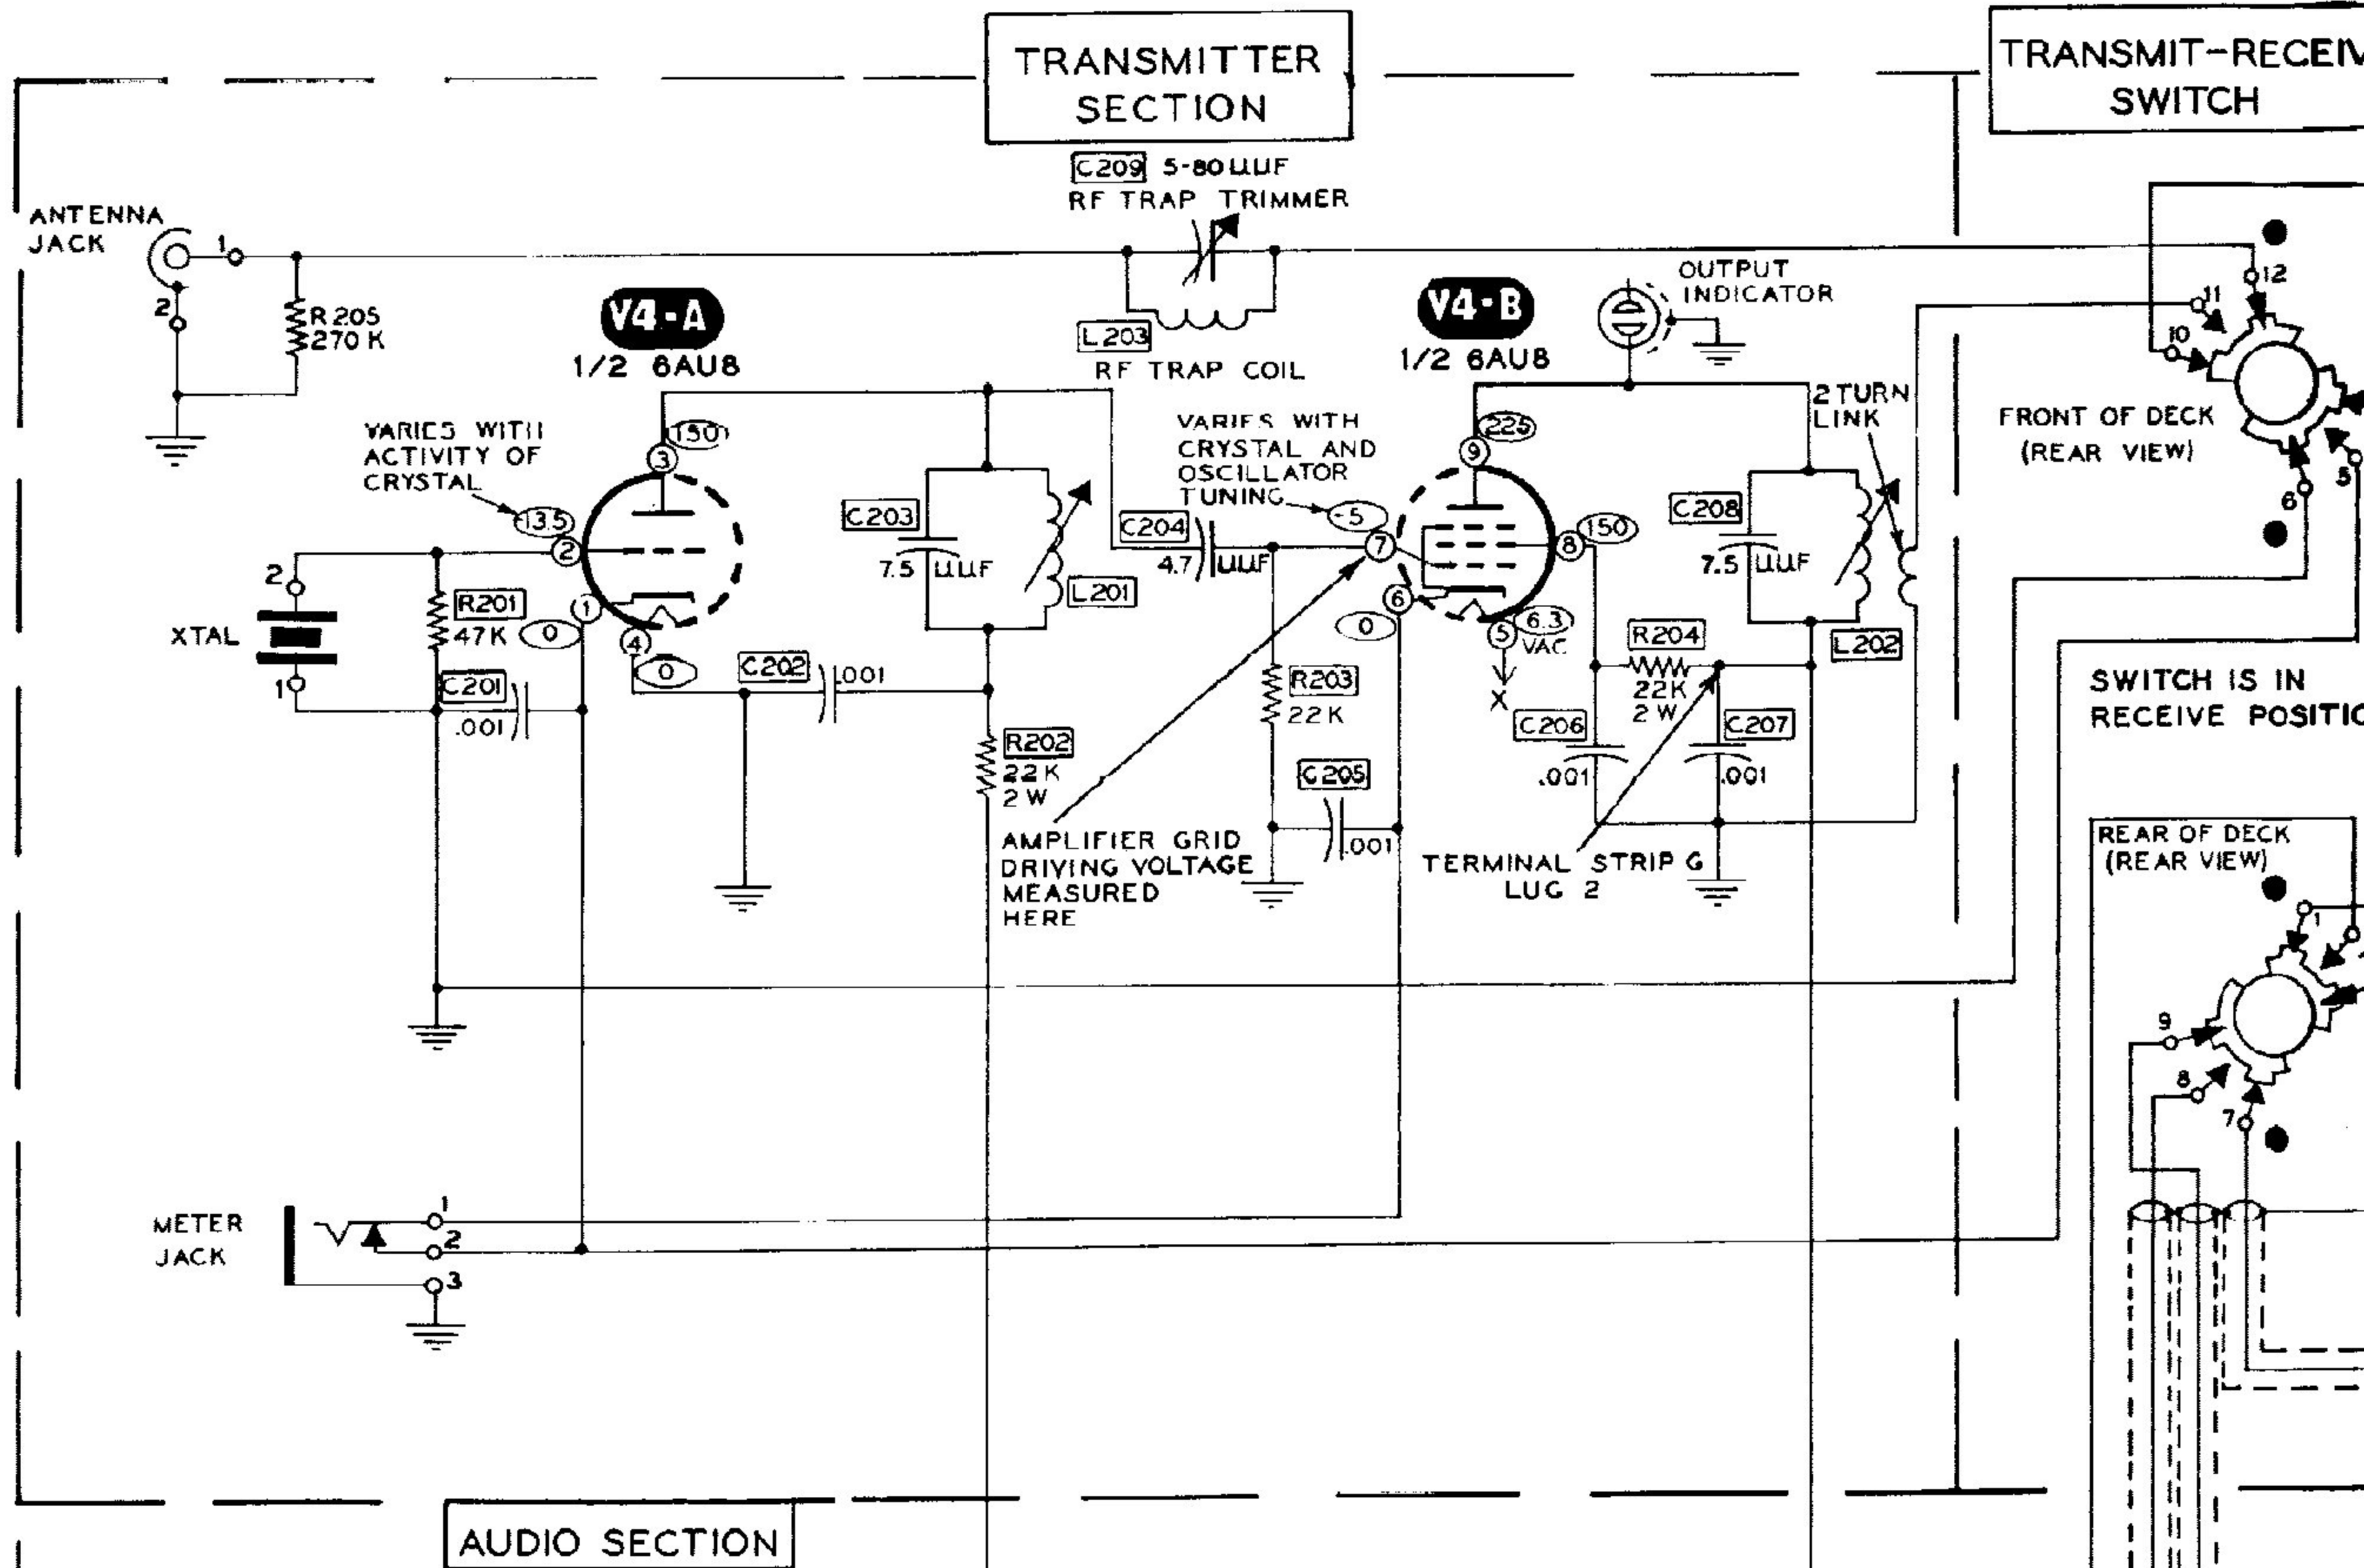 TRANSMITTER
SECTION
TRANSMIT-RECEIV
SWITCH
C209 5-80 UUF
RF TRAP TRIMMER
ANTENNA
JACK
1
2
R205
270 K
V4-A
1/2 6AU8
L203
RF TRAP COIL
V4-B
1/2 6AU8
OUTPUT
INDICATOR
12
11
10
5
6
FRONT OF DECK
(REAR VIEW)
2 TURN
LINK
VARIES WITH
ACTIVITY OF
CRYSTAL
150
3
-13.5
2
1
0
4
0
VARIES WITH
CRYSTAL AND
OSCILLATOR
TUNING
225
9
-5
7
8
150
6
0
5
6.3
VAC
X
C203
7.5 UUF
L201
C204
4.7 UUF
C208
7.5 UUF
L202
XTAL
2
1
R201
47K
C201
.001
C202
.001
R202
22K
2W
R203
22K
C205
.001
R204
22K
2W
C206
.001
C207
.001
SWITCH IS IN
RECEIVE POSITIO
AMPLIFIER GRID
DRIVING VOLTAGE
MEASURED
HERE
TERMINAL STRIP G
LUG 2
REAR OF DECK
(REAR VIEW)
1
9
8
7
METER
JACK
1
2
3
AUDIO SECTION